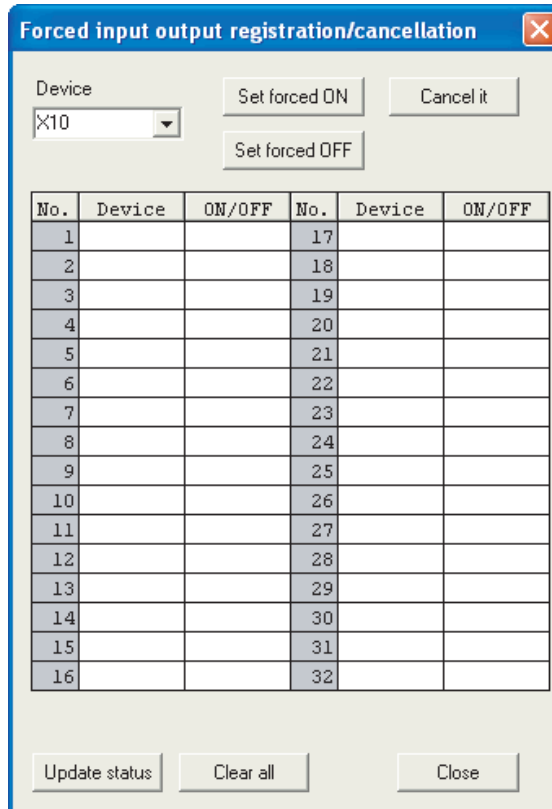 Forced input output registration/cancellation
Device
Set forced ON
Cancel it
X10
Set forced OFF
No. Device ON/OFF No. Device ON/OFF
1 17
2 18
3 19
4 20
5 21
6 22
7 23
8 24
9 25
10 26
11 27
12 28
13 29
14 30
15 31
16 32
Update status Clear all Close